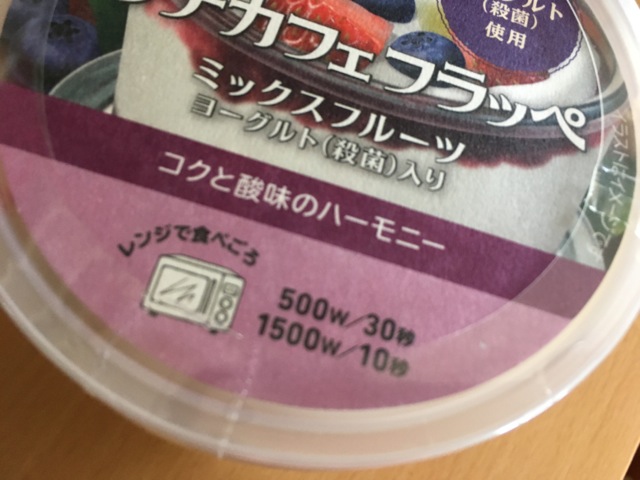 ルト
(殺菌)
使用
チカフェフラッペ
ミックスフルーツ
ヨーグルト(殺菌)入り
コクと酸味のハーモニー
レンジで食べごろ
500W/30秒
1500W/10秒